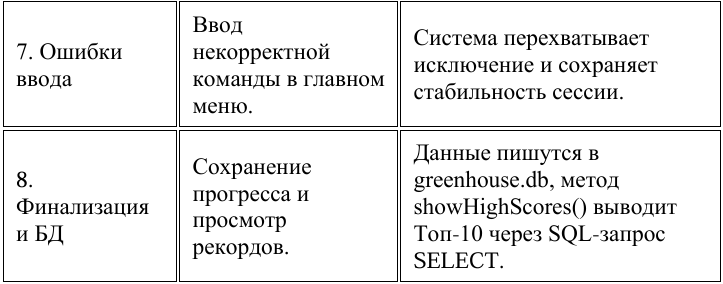 7. Ошибки
ввода
Ввод
некорректной
команды в главном
меню.
Система перехватывает
исключение и сохраняет
стабильность сессии.
8.
Финализация
и БД
Сохранение
прогресса и
просмотр
рекордов.
Данные пишутся в
greenhouse.db, метод
showHighScores() выводит
Топ-10 через SQL-запрос
SELECT.